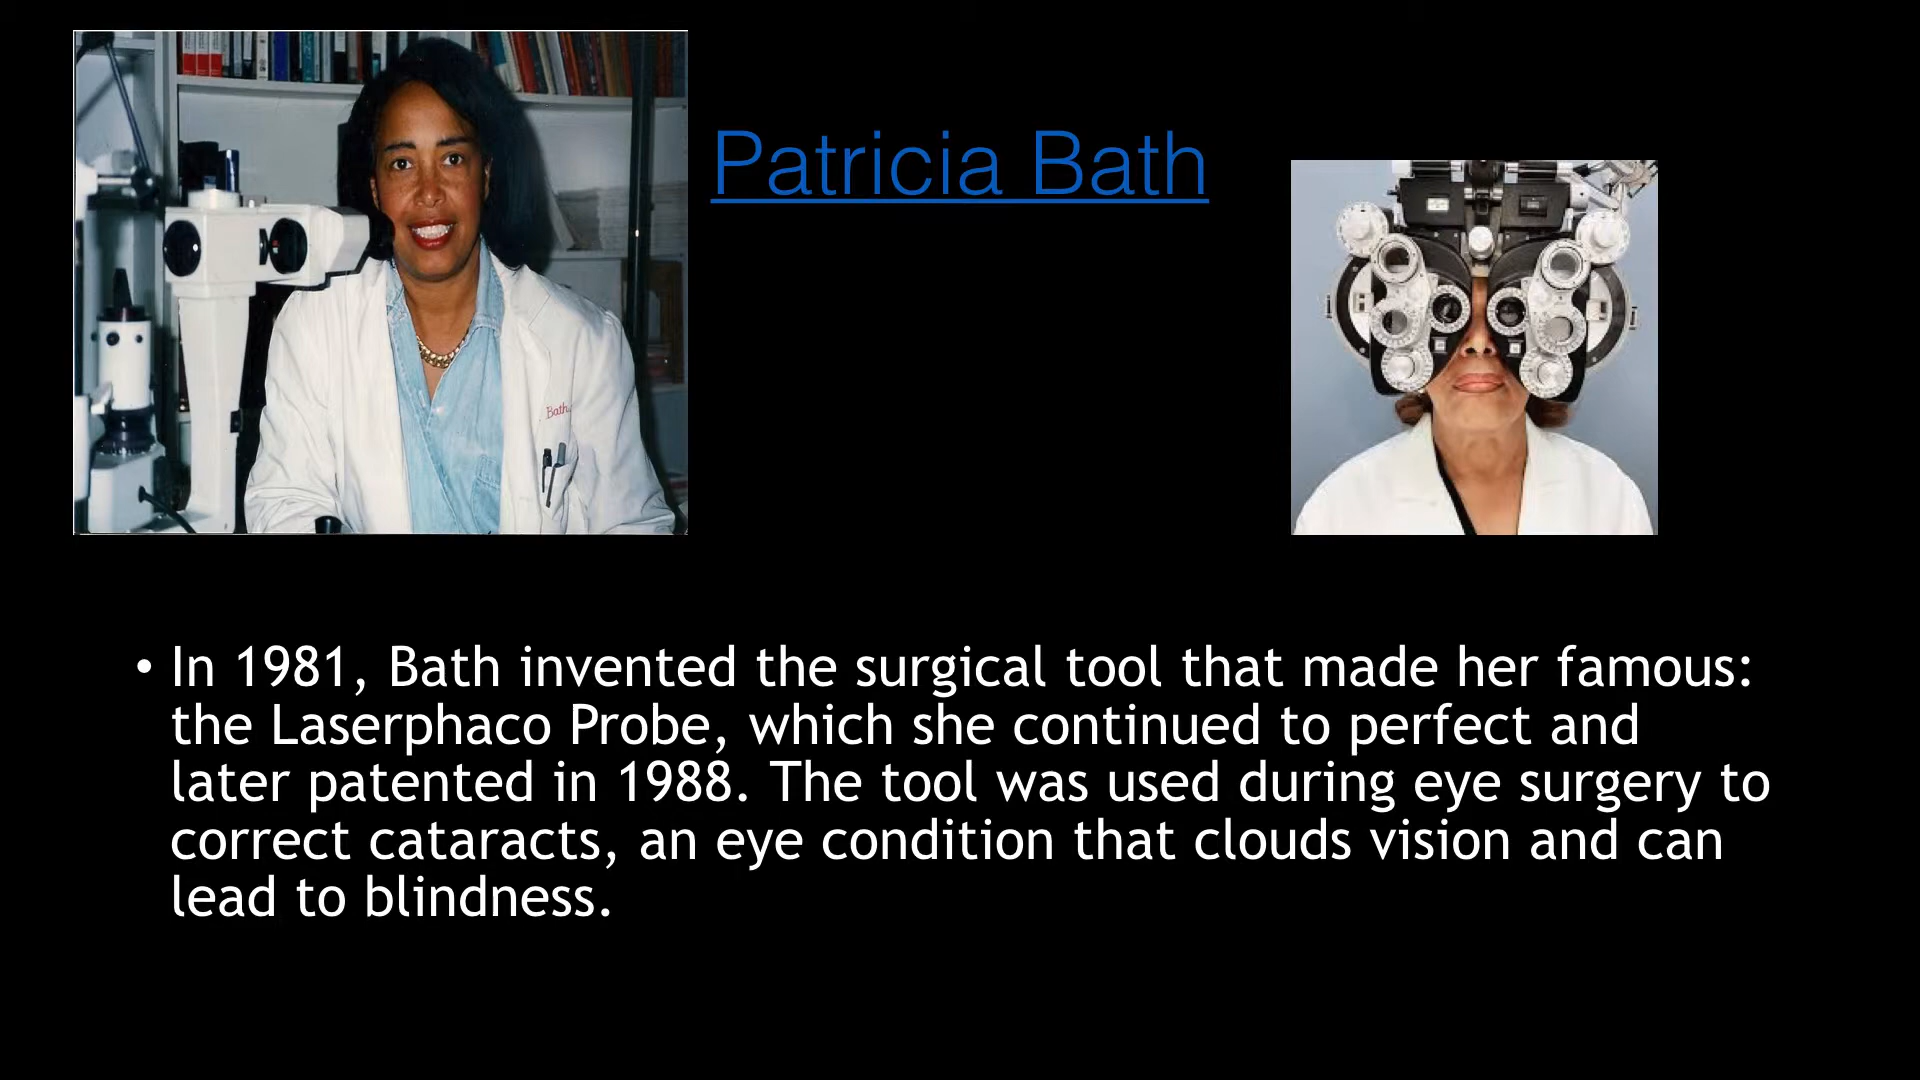 Patricia Bath
Bath
• In 1981, Bath invented the surgical tool that made her famous:
the Laserphaco Probe, which she continued to perfect and
later patented in 1988. The tool was used during eye surgery to
correct cataracts, an eye condition that clouds vision and can
lead to blindness.